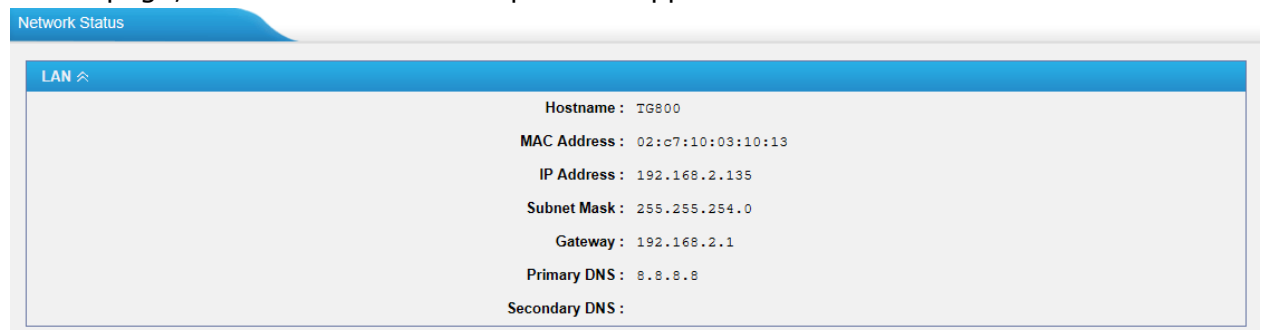 Network Status
LAN
Hostname : TG800
MAC Address : 02:c7:10:03:10:13
IP Address : 192.168.2.135
Subnet Mask : 255.255.254.0
Gateway : 192.168.2.1
Primary DNS : 8.8.8.8
Secondary DNS :